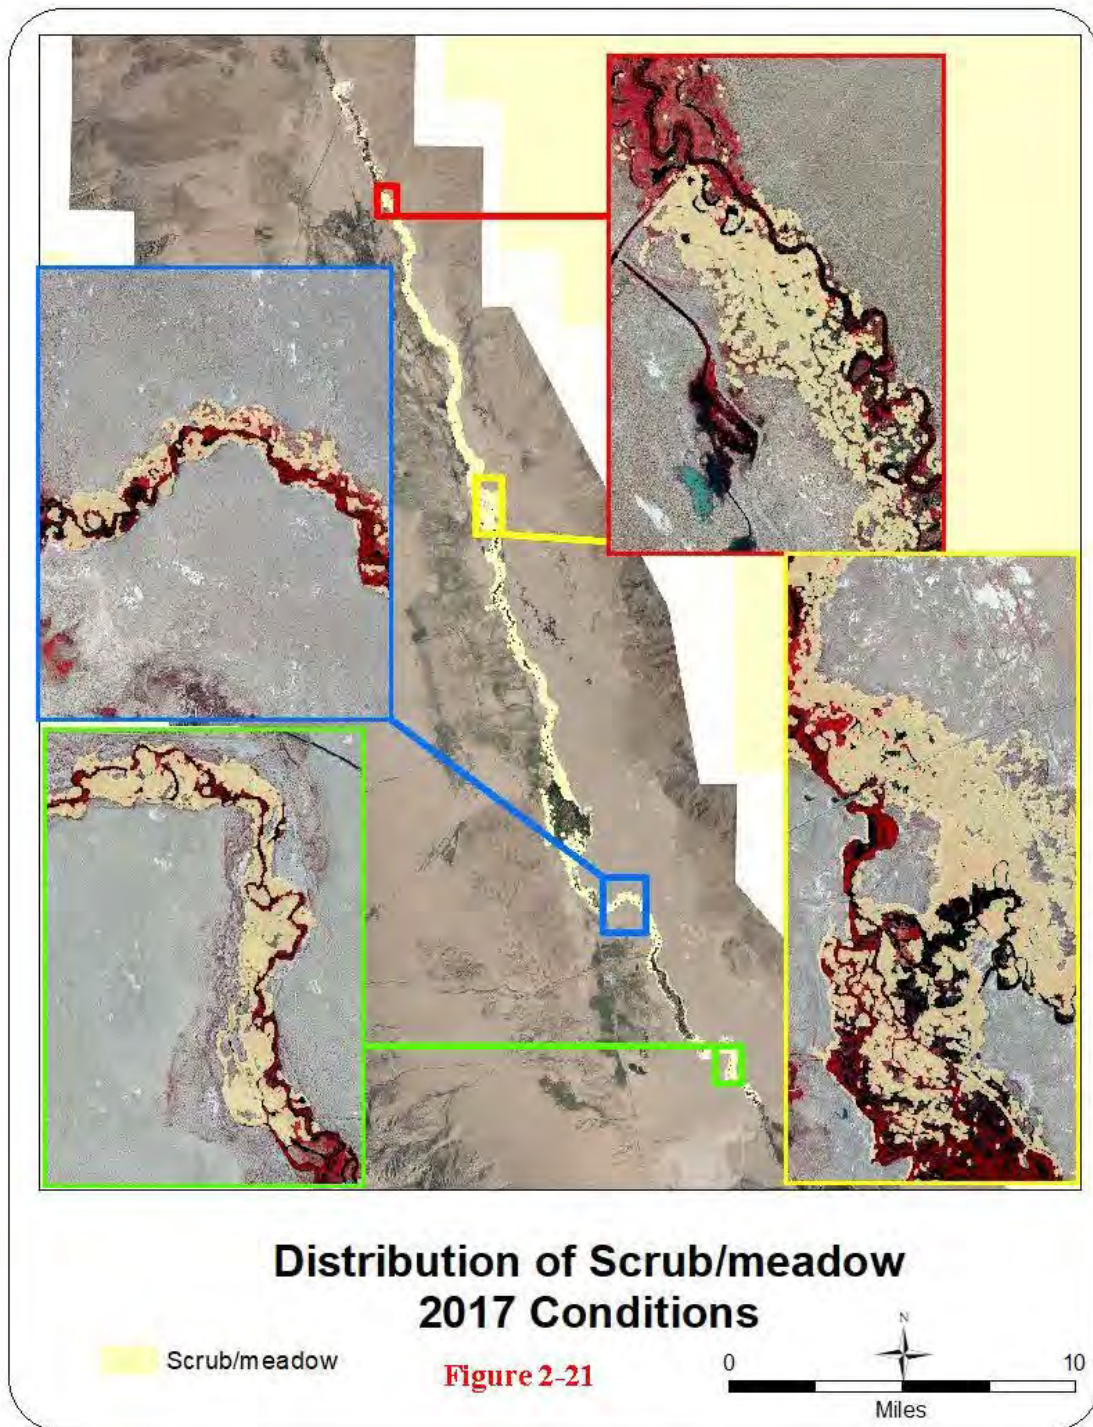 Distribution of Scrub/meadow
2017 Conditions
Scrub/meadow
Figure 2-21
N
0 10
Miles